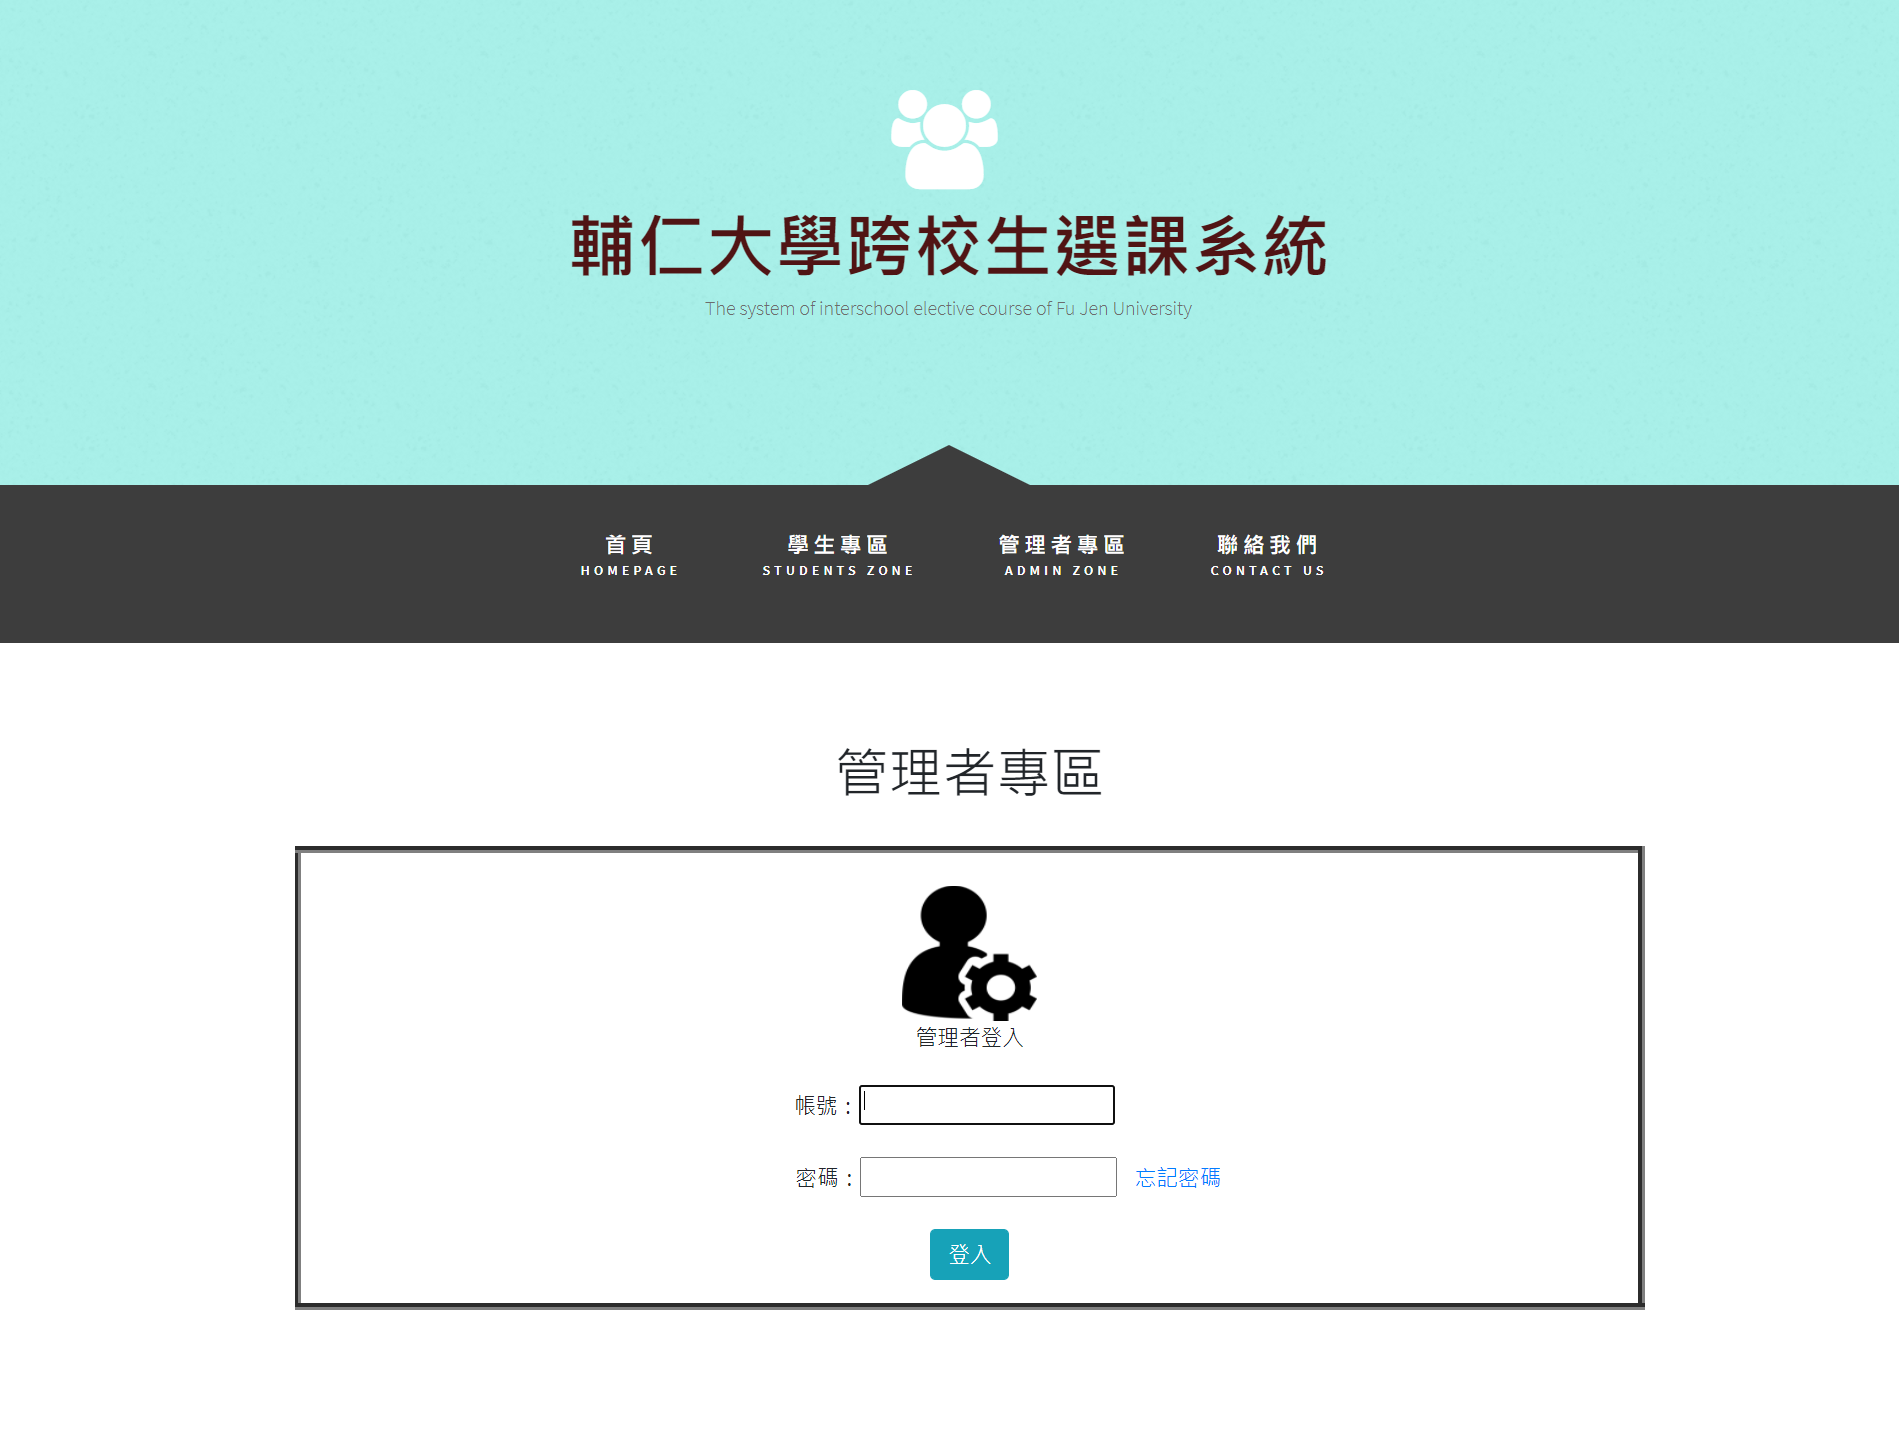 輔仁大學跨校生選課系統
The system of interschool elective course of Fu Jen University
首頁 學生專區 管理者專區 聯絡我們
HOMEPAGE STUDENTS ZONE ADMIN ZONE CONTACT US
管理者專區
管理者登入
帳號：
密碼： 忘記密碼
登入